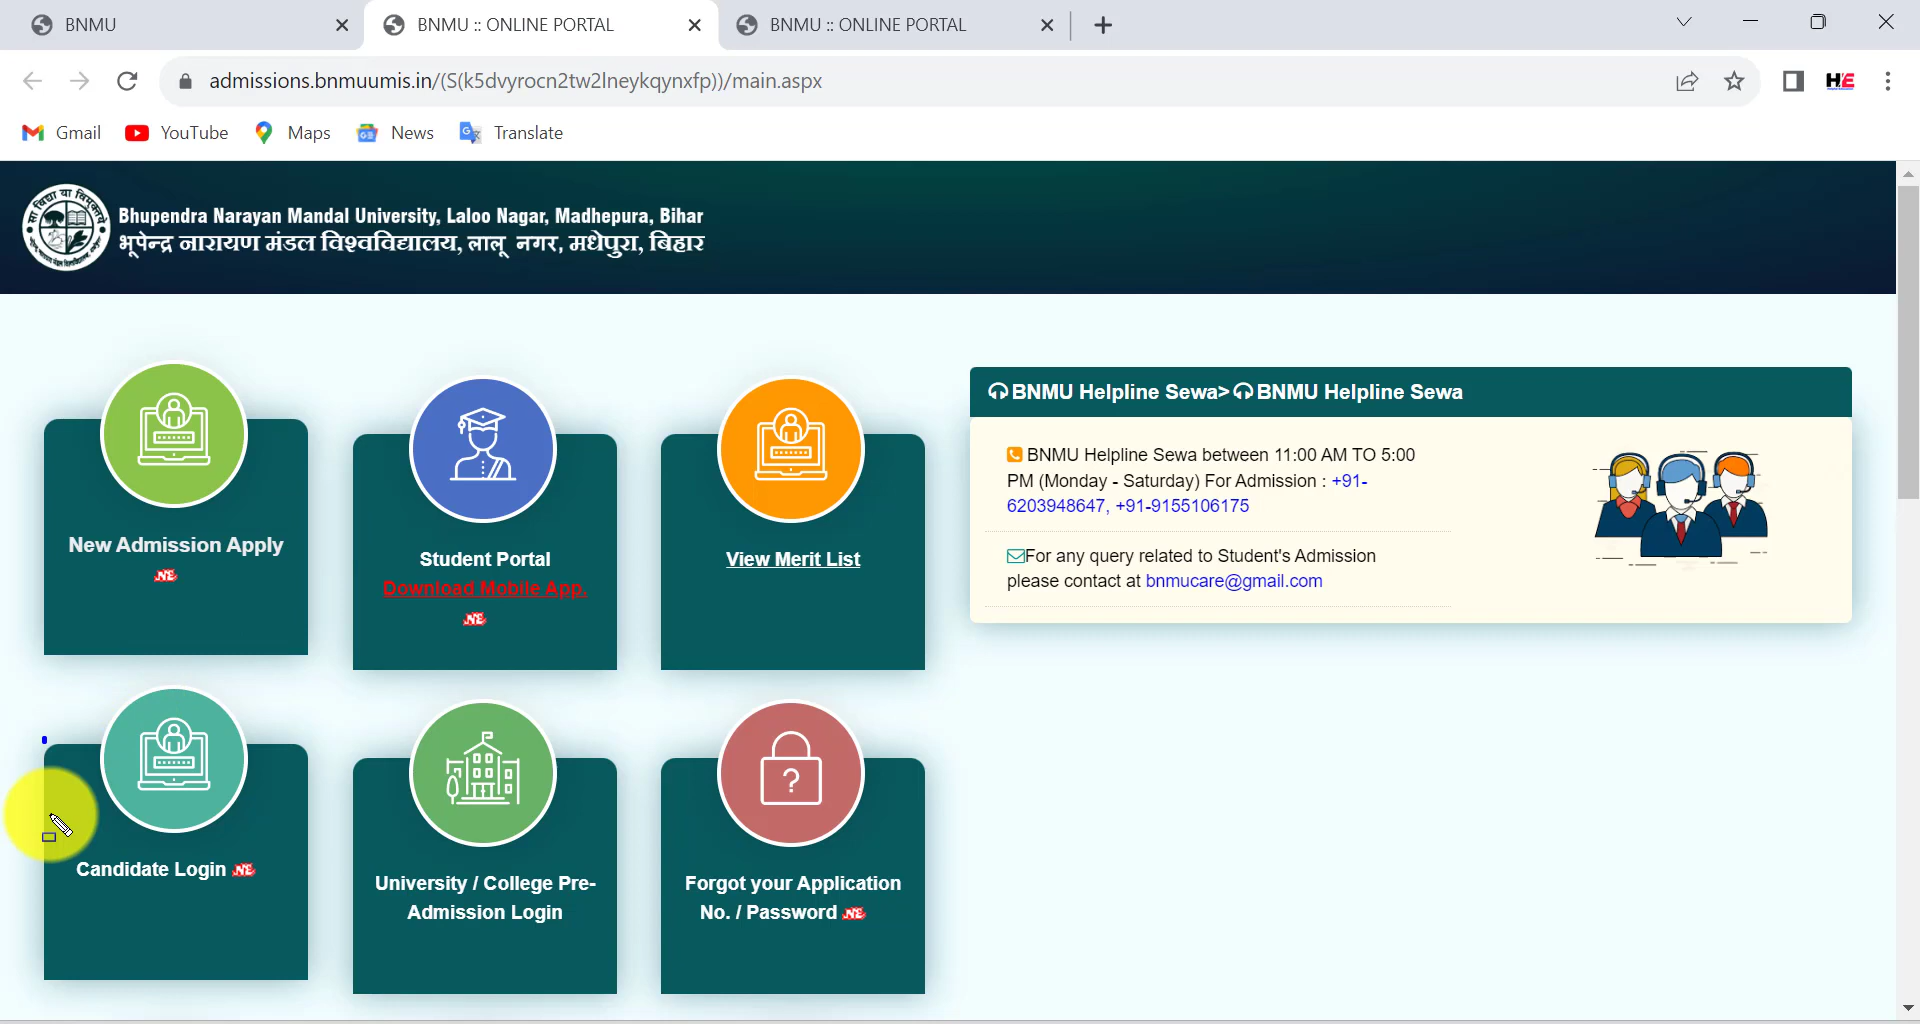 BNMU
BNMU :: ONLINE PORTAL
BNMU :: ONLINE PORTAL
admissions.bnmuumis.in/(S(k5dvyrocn2tw2lneykqynxfp))/main.aspx
HE
Gmail
YouTube
Maps
News
Translate
Bhupendra Narayan Mandal University, Laloo Nagar, Madhepura, Bihar
भूपेन्द्र नारायण मंडल विश्वविद्यालय, लालू नगर, मधेपुरा, बिहार
सा विद्या या विमुक्तये
New Admission Apply
Student Portal
Download Mobile App.
View Merit List
BNMU Helpline Sewa> BNMU Helpline Sewa
BNMU Helpline Sewa between 11:00 AM TO 5:00
PM (Monday - Saturday) For Admission : +91-
6203948647, +91-9155106175
For any query related to Student's Admission
please contact at bnmucare@gmail.com
Candidate Login
University / College Pre-
Admission Login
Forgot your Application
No. / Password